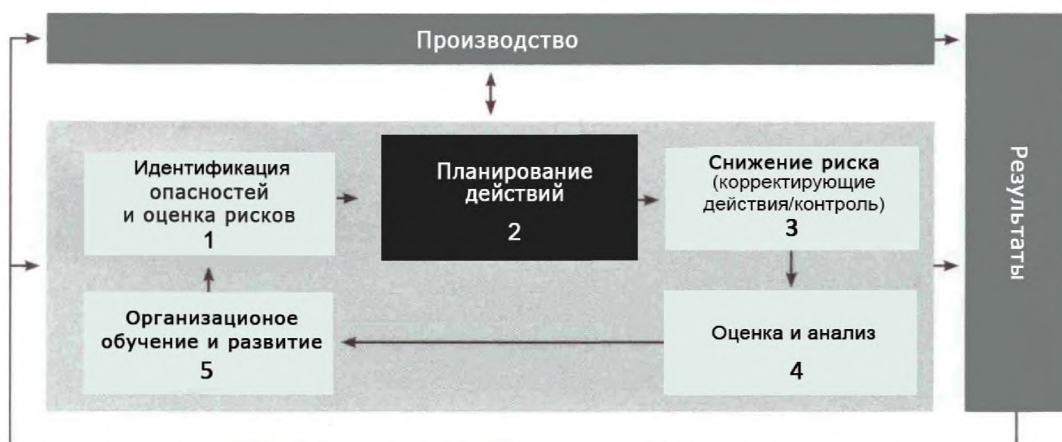 Производство
Идентификация
опасностей
и оценка рисков
1
Планирование
действий
2
Снижение риска
(корректирующие
действия/контроль)
3
Результаты
Организационое
обучение и развитие
5
Оценка и анализ
4